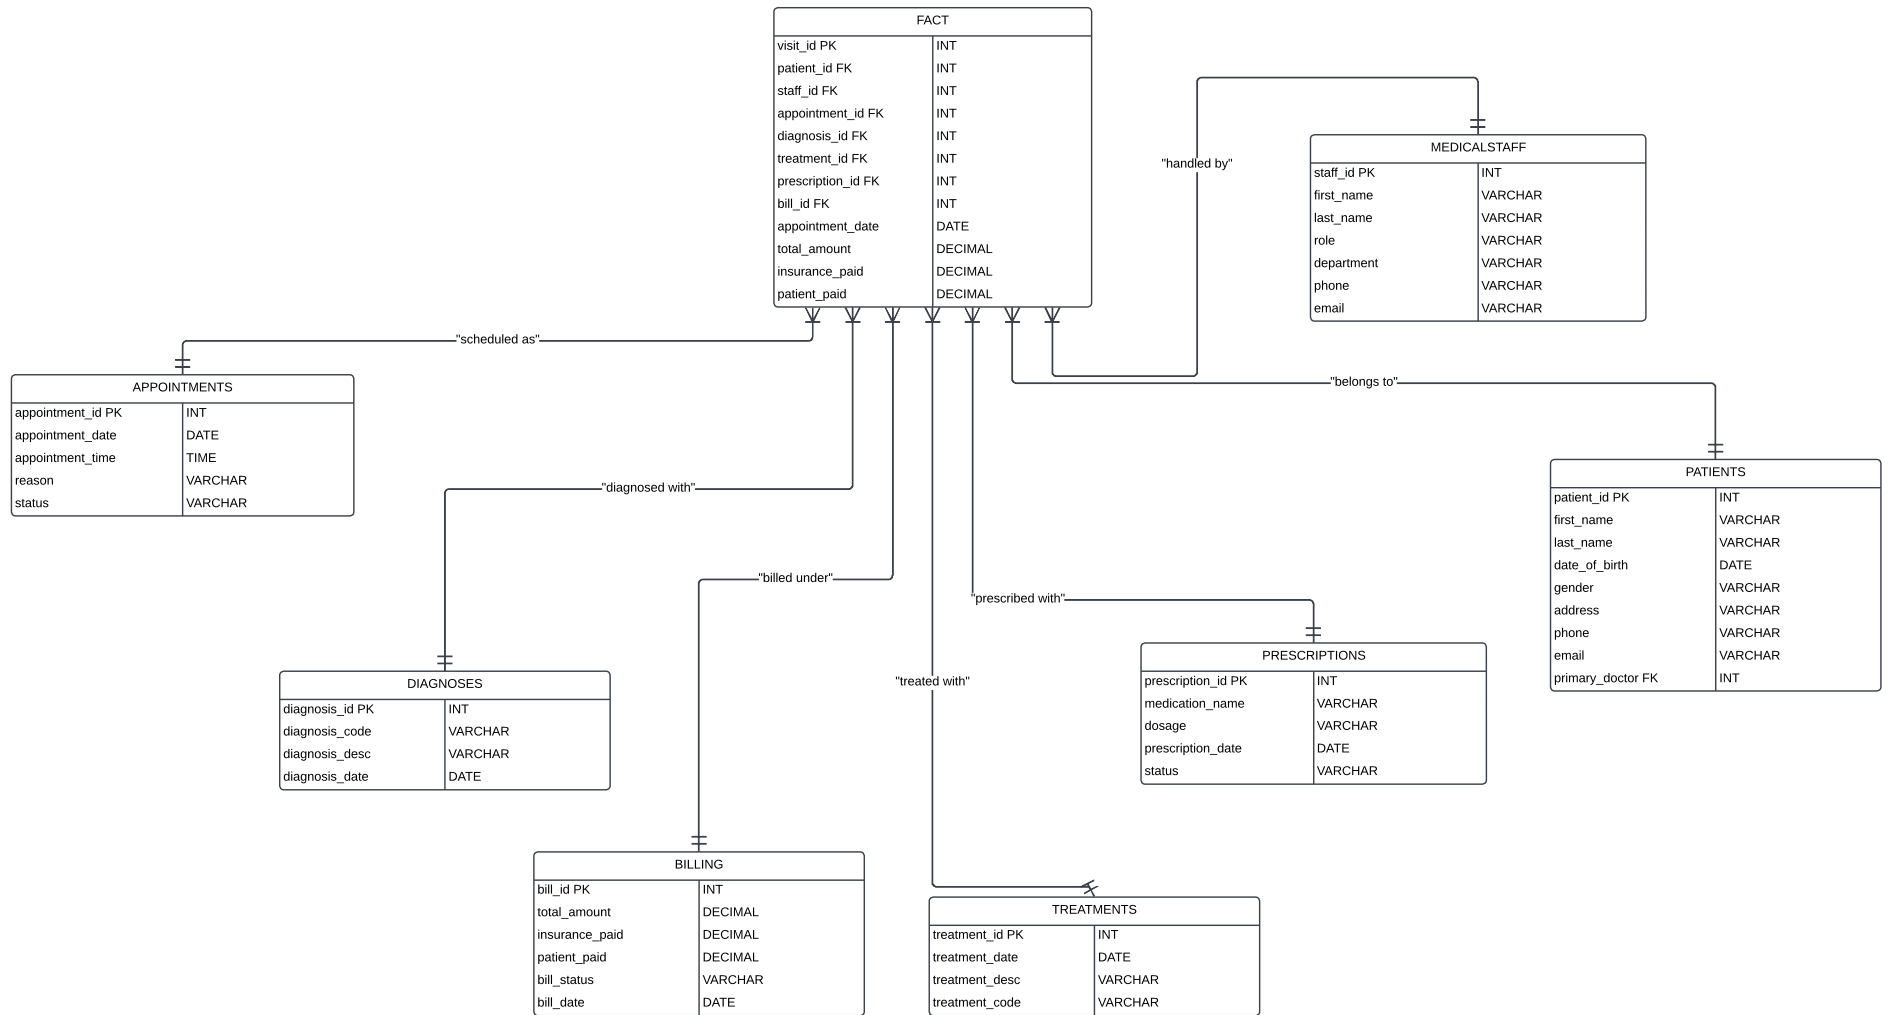 FACT
visit_id PK INT
patient_id FK INT
staff_id FK INT
appointment_id FK INT
diagnosis_id FK INT
treatment_id FK INT
prescription_id FK INT
bill_id FK INT
appointment_date DATE
total_amount DECIMAL
insurance_paid DECIMAL
patient_paid DECIMAL
"handled by"
MEDICALSTAFF
staff_id PK INT
first_name VARCHAR
last_name VARCHAR
role VARCHAR
department VARCHAR
phone VARCHAR
email VARCHAR
"scheduled as"
"belongs to"
APPOINTMENTS
appointment_id PK INT
appointment_date DATE
appointment_time TIME
reason VARCHAR
status VARCHAR
"diagnosed with"
PATIENTS
patient_id PK INT
first_name VARCHAR
last_name VARCHAR
date_of_birth DATE
gender VARCHAR
address VARCHAR
phone VARCHAR
email VARCHAR
primary_doctor FK INT
"billed under"
"prescribed with"
"treated with"
PRESCRIPTIONS
prescription_id PK INT
medication_name VARCHAR
dosage VARCHAR
prescription_date DATE
status VARCHAR
DIAGNOSES
diagnosis_id PK INT
diagnosis_code VARCHAR
diagnosis_desc VARCHAR
diagnosis_date DATE
BILLING
bill_id PK INT
total_amount DECIMAL
insurance_paid DECIMAL
patient_paid DECIMAL
bill_status VARCHAR
bill_date DATE
TREATMENTS
treatment_id PK INT
treatment_date DATE
treatment_desc VARCHAR
treatment_code VARCHAR